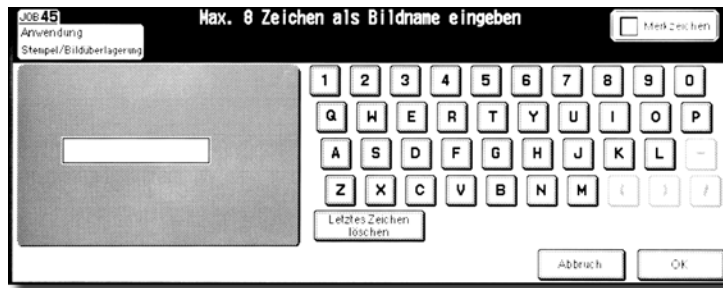 JOB 45
Max. 8 Zeichen als Bildname eingeben
Merkzeichen
Anwendung
Stempel/Bildüberlagerung
1 2 3 4 5 6 7 8 9 0
Q W E R T Y U I O P
A S D F G H J K L -
Z X C V B N M ( ) /
Letztes Zeichen
löschen
Abbruch OK